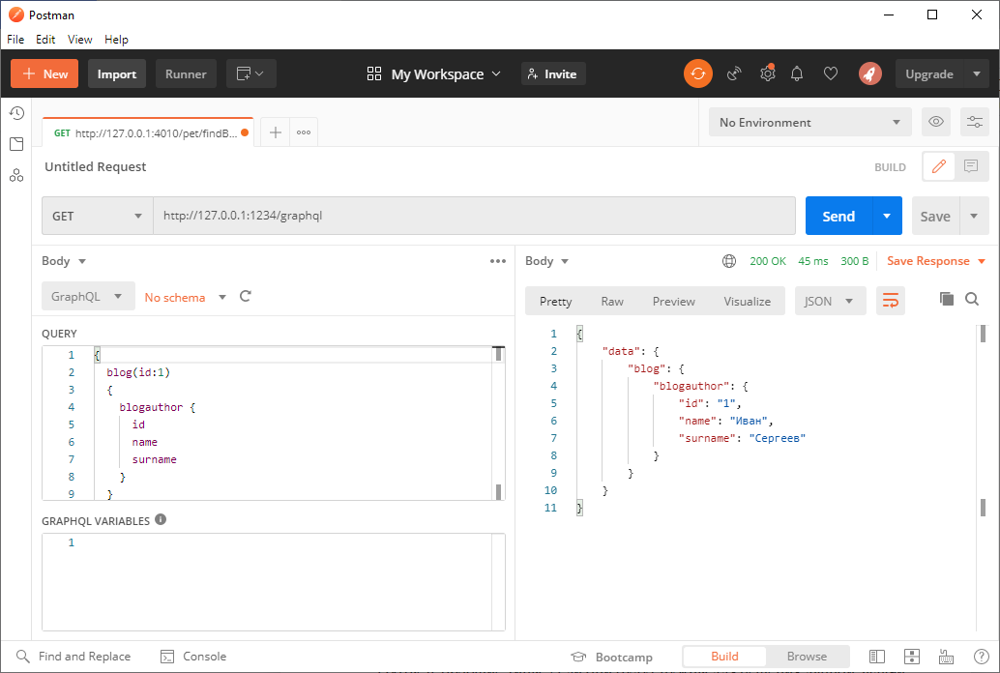 Postman
File Edit View Help
New Import Runner My Workspace Invite Upgrade
GET http://127.0.0.1:4010/pet/findB... No Environment
Untitled Request BUILD
GET http://127.0.0.1:1234/graphql Send Save
Body
GraphQL No schema
QUERY
1 {
2 blog(id:1)
3 {
4 blogauthor {
5 id
6 name
7 surname
8 }
9 }
GRAPHQL VARIABLES
1
Body 200 OK 45 ms 300 B Save Response
Pretty Raw Preview Visualize JSON
1 {
2 "data": {
3 "blog": {
4 "blogauthor": {
5 "id": "1",
6 "name": "Иван",
7 "surname": "Сергеев"
8 }
9 }
10 }
11 }
Find and Replace Console Bootcamp Build Browse